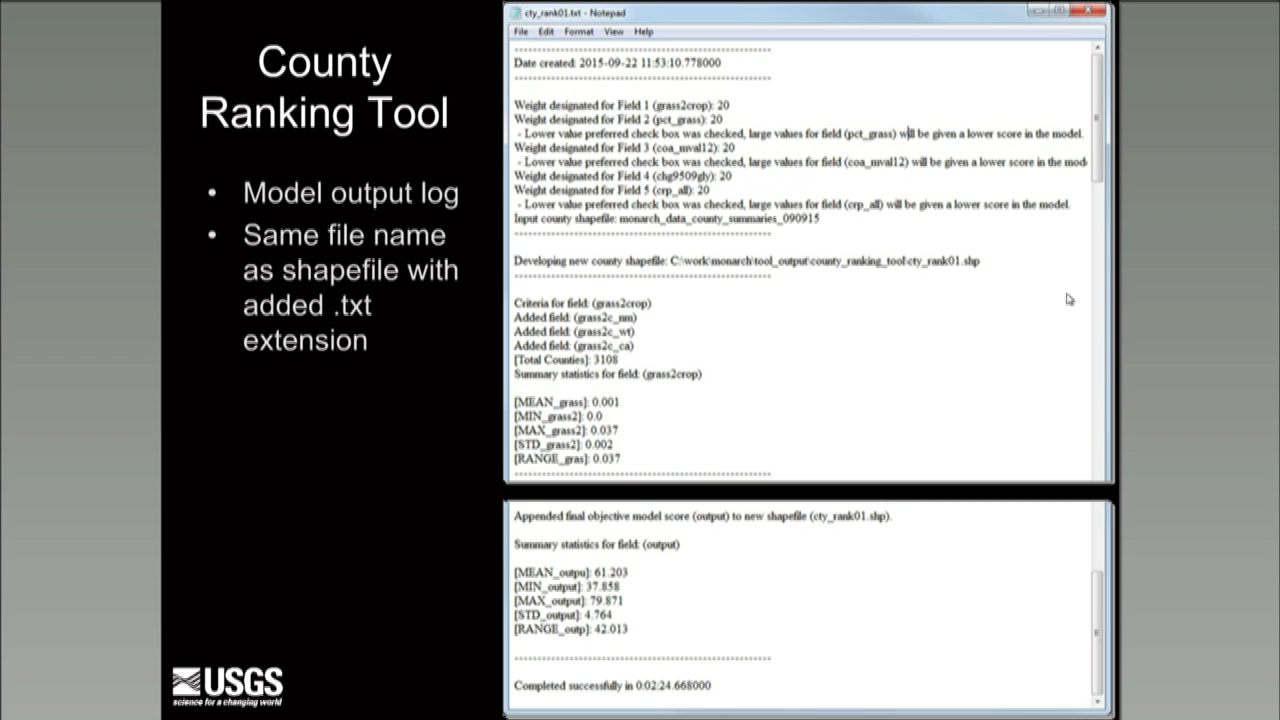 County
Ranking Tool
• Model output log
• Same file name
as shapefile with
added .txt
extension
USGS
science for a changing world
cty_rank01.txt - Notepad
File Edit Format View Help
Date created: 2015-09-22 11:53:10.778000
Weight designated for Field 1 (grass2crop): 20
Weight designated for Field 2 (pct_grass): 20
- Lower value preferred check box was checked, large values for field (pct_grass) will be given a lower score in the model.
Weight designated for Field 3 (coa_mval12): 20
- Lower value preferred check box was checked, large values for field (coa_mval12) will be given a lower score in the mod
Weight designated for Field 4 (chg9509gly): 20
Weight designated for Field 5 (crp_all): 20
- Lower value preferred check box was checked, large values for field (crp_all) will be given a lower score in the model.
Input county shapefile: monarch_data_county_summaries_090915
Developing new county shapefile: C:\work\monarch\tool_output\county_ranking_tool\cty_rank01.shp
Criteria for field: (grass2crop)
Added field: (grass2c_nm)
Added field: (grass2c_wt)
Added field: (grass2c_ca)
[Total Counties]: 3108
Summary statistics for field: (grass2crop)
[MEAN_grass]: 0.001
[MIN_grass2]: 0.0
[MAX_grass2]: 0.037
[STD_grass2]: 0.002
[RANGE_gras]: 0.037
Appended final objective model score (output) to new shapefile (cty_rank01.shp).
Summary statistics for field: (output)
[MEAN_outpu]: 61.203
[MIN_output]: 37.858
[MAX_output]: 79.871
[STD_output]: 4.764
[RANGE_outp]: 42.013
Completed successfully in 0:02:24.668000